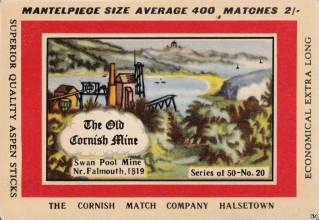 MANTELPIECE SIZE AVERAGE 400 MATCHES 2/-
SUPERIOR QUALITY ASPEN STICKS
The Old
Cornish Mine
Swan Pool Mine
Nr. Falmouth, 1819
Series of 50-No. 20
ECONOMICAL EXTRA LONG
THE CORNISH MATCH COMPANY HALSETOWN